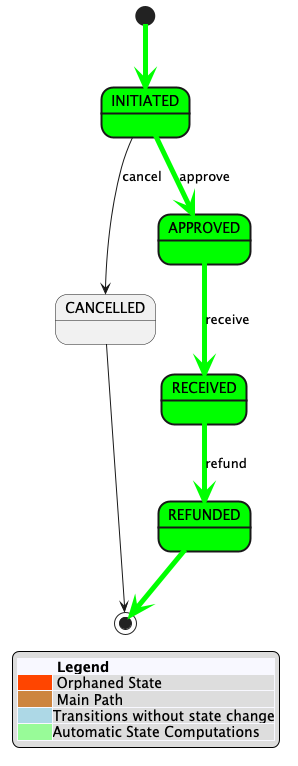 INITIATED
cancel
approve
APPROVED
CANCELLED
receive
RECEIVED
refund
REFUNDED
Legend
Orphaned State
Main Path
Transitions without state change
Automatic State Computations